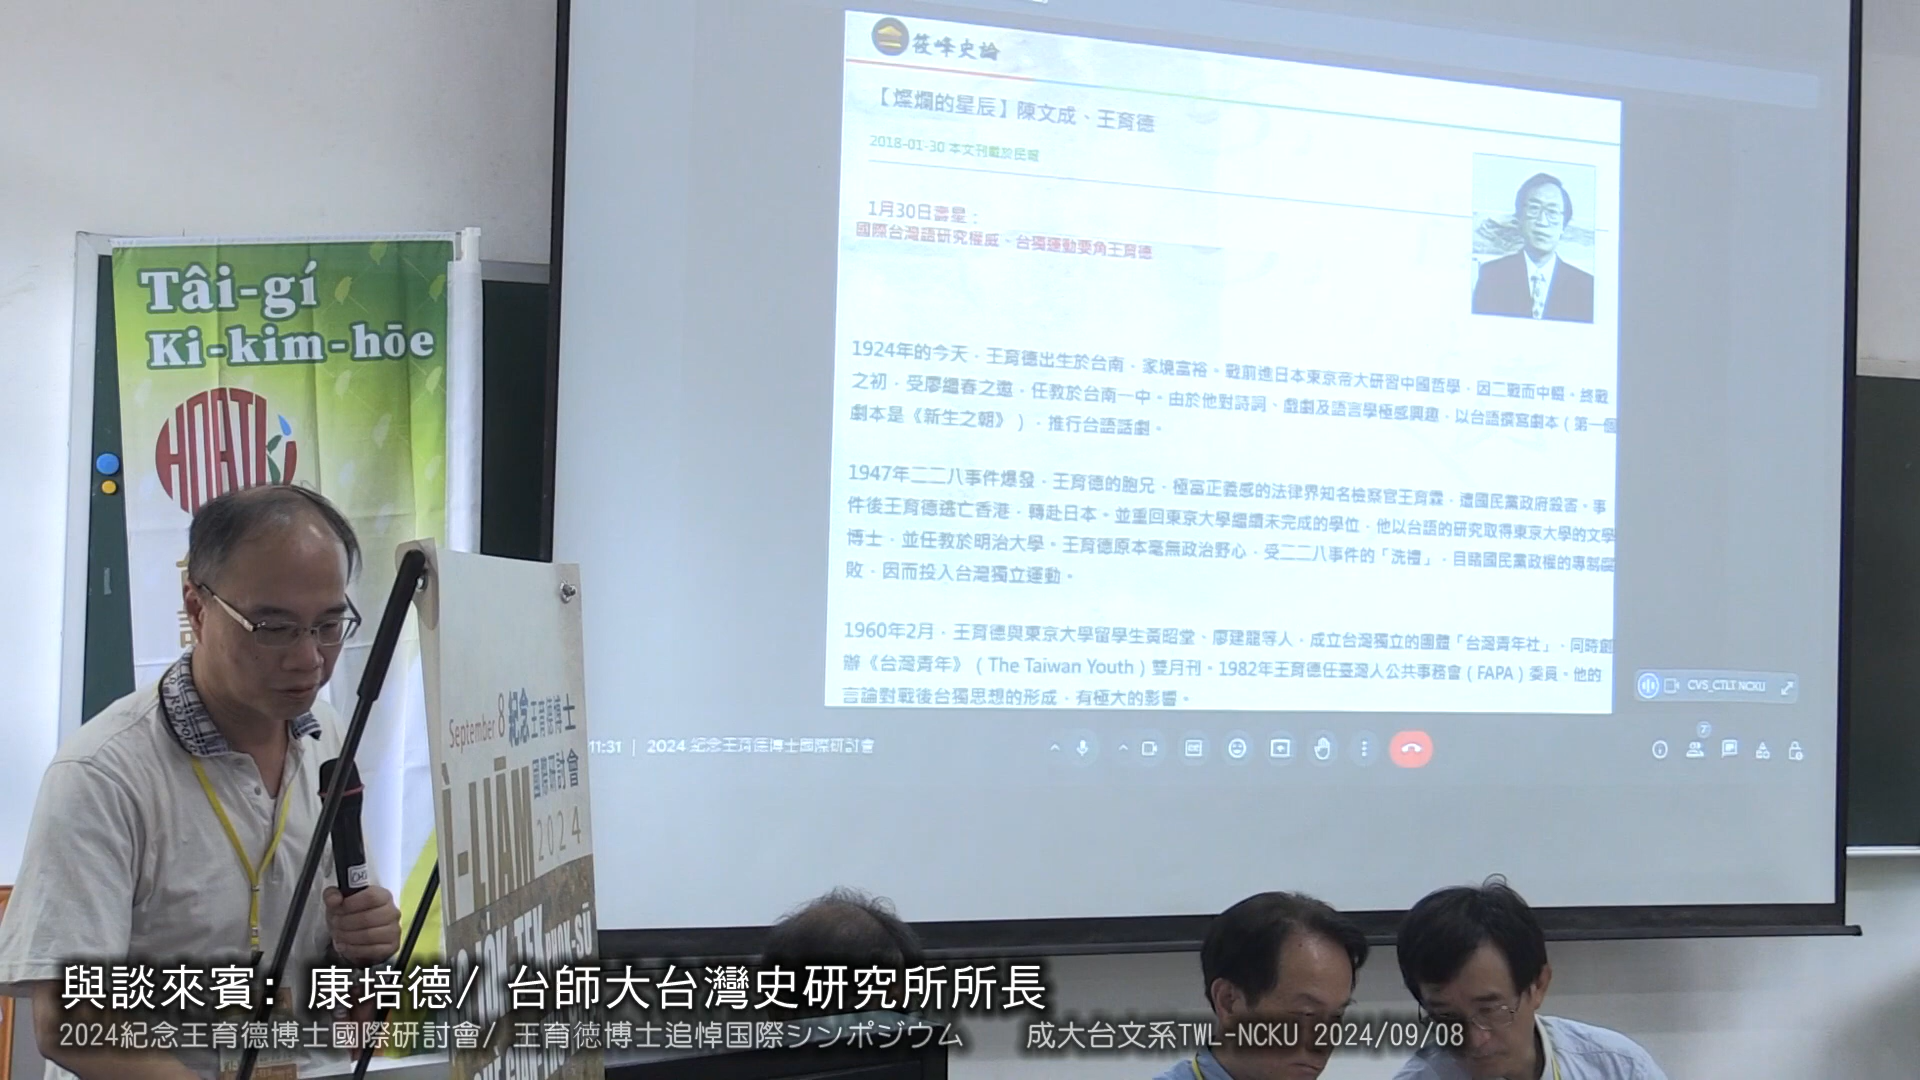 筱峰史論
【燦爛的星辰】陳文成、王育德
2018-01-30 本文刊載於民報
1月30日壽星：
國際台灣語研究權威、台獨運動要角王育德
1924年的今天，王育德出生於台南，家境富裕。戰前進日本東京帝大研習中國哲學，因二戰而中輟。終戰
之初，受廖繼春之邀，任教於台南一中。由於他對詩詞、戲劇及語言學極感興趣，以台語撰寫劇本（第一個
劇本是《新生之朝》），推行台語話劇。
1947年二二八事件爆發，王育德的胞兄，極富正義感的法律界知名檢察官王育霖，遭國民黨政府殺害。事
件後王育德逃亡香港，轉赴日本。並重回東京大學繼續未完成的學位，他以台語的研究取得東京大學的文學
博士，並任教於明治大學。王育德原本毫無政治野心，受二二八事件的「洗禮」，目睹國民黨政權的專制腐
敗，因而投入台灣獨立運動。
1960年2月，王育德與東京大學留學生黃昭堂、廖建龍等人，成立台灣獨立的團體「台灣青年社」，同時創
辦《台灣青年》（The Taiwan Youth）雙月刊。1982年王育德任臺灣人公共事務會（FAPA）委員。他的
言論對戰後台獨思想的形成，有極大的影響。
CVS_CTLT NCKU
11:31 | 2024 紀念王育德博士國際研討會
7
Tâi-gí
Ki-kim-hōe
HOATKI
September 8 紀念王育德博士
國際研討會
2024
Ì-LIĀM
TEK PHOK-SŪ
與談來賓: 康培德/ 台師大台灣史研究所所長
2024紀念王育德博士國際研討會/ 王育徳博士追悼国際シンポジウム 成大台文系TWL-NCKU 2024/09/08